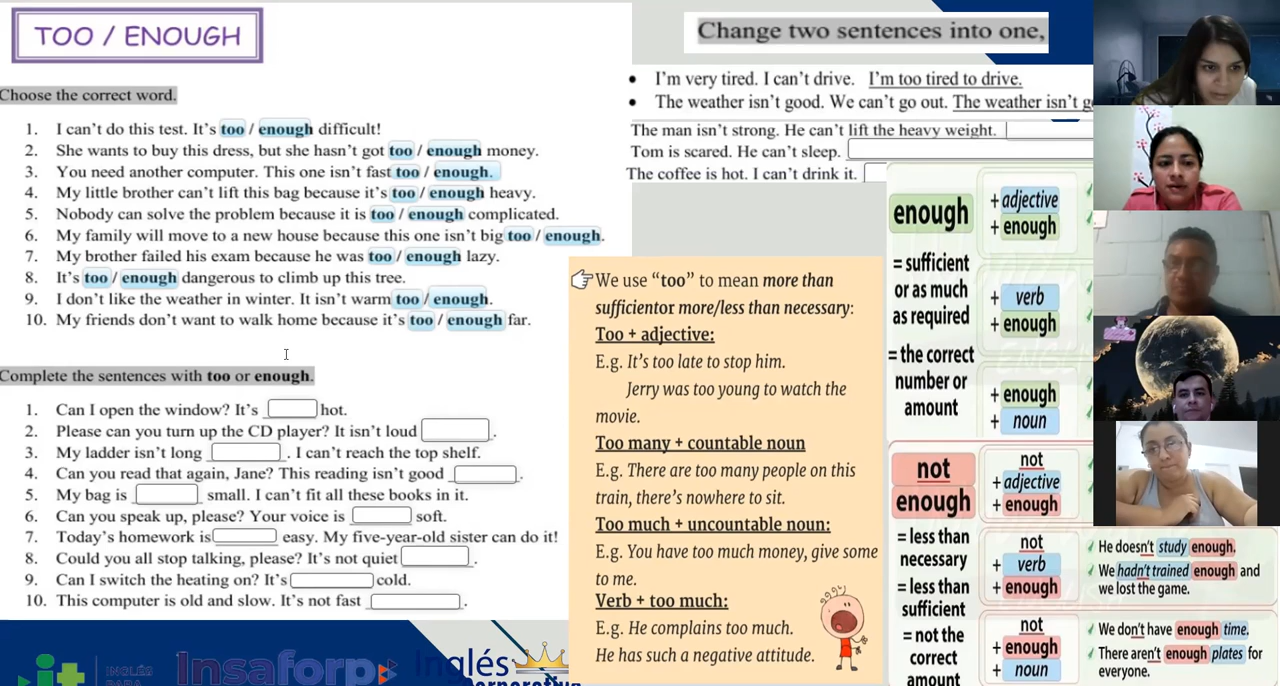 TOO / ENOUGH
Choose the correct word.
1. I can't do this test. It's too / enough difficult!
2. She wants to buy this dress, but she hasn't got too / enough money.
3. You need another computer. This one isn't fast too / enough.
4. My little brother can't lift this bag because it's too / enough heavy.
5. Nobody can solve the problem because it is too / enough complicated.
6. My family will move to a new house because this one isn't big too / enough.
7. My brother failed his exam because he was too / enough lazy.
8. It's too / enough dangerous to climb up this tree.
9. I don't like the weather in winter. It isn't warm too / enough.
10. My friends don't want to walk home because it's too / enough far.
Complete the sentences with too or enough.
1. Can I open the window? It's hot.
2. Please can you turn up the CD player? It isn't loud .
3. My ladder isn't long . I can't reach the top shelf.
4. Can you read that again, Jane? This reading isn't good .
5. My bag is small. I can't fit all these books in it.
6. Can you speak up, please? Your voice is soft.
7. Today's homework is easy. My five-year-old sister can do it!
8. Could you all stop talking, please? It's not quiet .
9. Can I switch the heating on? It's cold.
10. This computer is old and slow. It's not fast .
INGLÉS
PARA
Insaforp
Inglés
Change two sentences into one,
• I'm very tired. I can't drive. I'm too tired to drive.
• The weather isn't good. We can't go out. The weather isn't g
The man isn't strong. He can't lift the heavy weight.
Tom is scared. He can't sleep.
The coffee is hot. I can't drink it.
We use "too" to mean more than
sufficientor more/less than necessary:
Too + adjective:
E.g. It's too late to stop him.
Jerry was too young to watch the
movie.
Too many + countable noun
E.g. There are too many people on this
train, there's nowhere to sit.
Too much + uncountable noun:
E.g. You have too much money, give some
to me.
Verb + too much:
E.g. He complains too much.
He has such a negative attitude.
enough
= sufficient
or as much
as required
= the correct
number or
amount
+ adjective
+ enough
+ verb
+ enough
+ enough
+ noun
not
enough
= less than
necessary
= less than
sufficient
= not the
correct
amount
not
+ adjective
+ enough
not
+ verb
+ enough
✓ He doesn't study enough.
✓ We hadn't trained enough and
we lost the game.
not
+ enough
+ noun
✓ We don't have enough time.
✓ There aren't enough plates for
everyone.